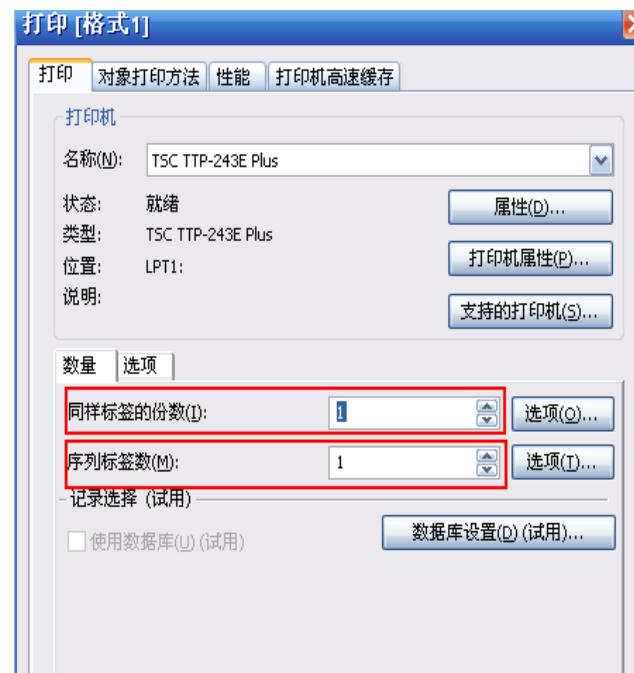 打印 [格式1]
打印 对象打印方法 性能 打印机高速缓存
打印机
名称(N): TSC TTP-243E Plus
状态: 就绪 属性(D)...
类型: TSC TTP-243E Plus
位置: LPT1: 打印机属性(P)...
说明:
支持的打印机(S)...
数量 选项
同样标签的份数(I): 1 选项(O)...
序列标签数(M): 1 选项(T)...
记录选择 (试用)
使用数据库(U) (试用) 数据库设置(D) (试用)...